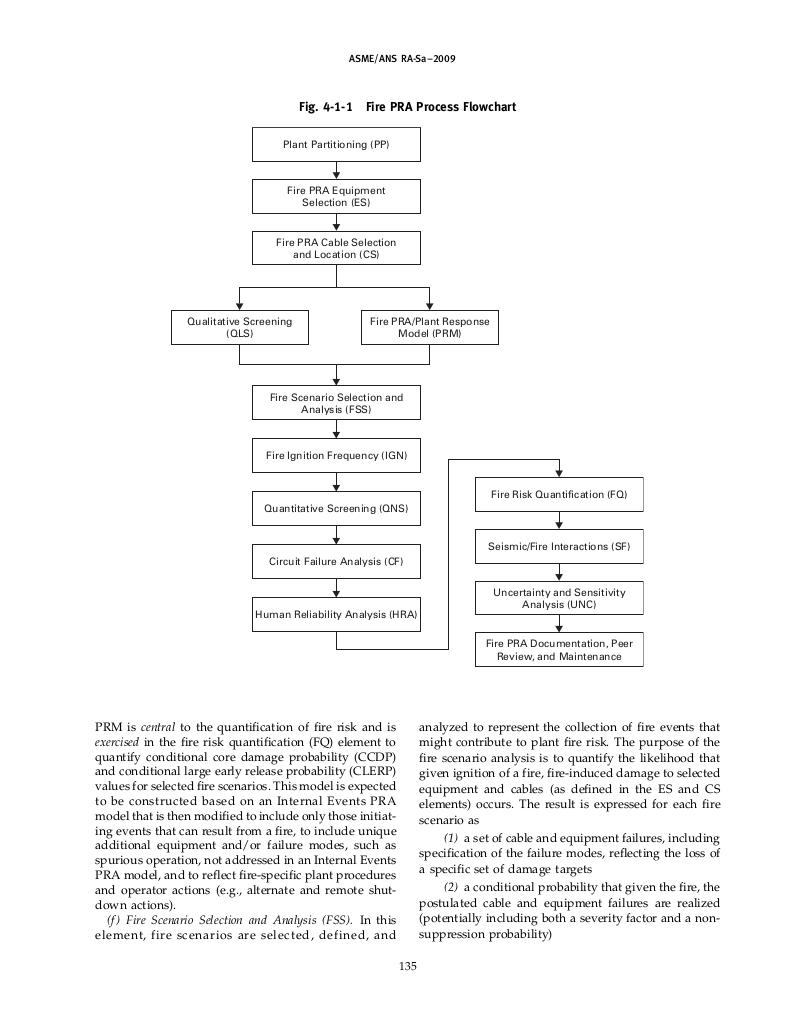 ASME/ANS RA-Sa–2009
Fig. 4-1-1 Fire PRA Process Flowchart
Plant Partitioning (PP)
Fire PRA Equipment
Selection (ES)
Fire PRA Cable Selection
and Location (CS)
Qualitative Screening
(QLS)
Fire PRA/Plant Response
Model (PRM)
Fire Scenario Selection and
Analysis (FSS)
Fire Ignition Frequency (IGN)
Quantitative Screening (QNS)
Circuit Failure Analysis (CF)
Human Reliability Analysis (HRA)
Fire Risk Quantification (FQ)
Seismic/Fire Interactions (SF)
Uncertainty and Sensitivity
Analysis (UNC)
Fire PRA Documentation, Peer
Review, and Maintenance
PRM is central to the quantification of fire risk and is
exercised in the fire risk quantification (FQ) element to
quantify conditional core damage probability (CCDP)
and conditional large early release probability (CLERP)
values for selected fire scenarios. This model is expected
to be constructed based on an Internal Events PRA
model that is then modified to include only those initiat-
ing events that can result from a fire, to include unique
additional equipment and/or failure modes, such as
spurious operation, not addressed in an Internal Events
PRA model, and to reflect fire-specific plant procedures
and operator actions (e.g., alternate and remote shut-
down actions).
(f) Fire Scenario Selection and Analysis (FSS). In this
element, fire scenarios are selected, defined, and
analyzed to represent the collection of fire events that
might contribute to plant fire risk. The purpose of the
fire scenario analysis is to quantify the likelihood that
given ignition of a fire, fire-induced damage to selected
equipment and cables (as defined in the ES and CS
elements) occurs. The result is expressed for each fire
scenario as
(1) a set of cable and equipment failures, including
specification of the failure modes, reflecting the loss of
a specific set of damage targets
(2) a conditional probability that given the fire, the
postulated cable and equipment failures are realized
(potentially including both a severity factor and a non-
suppression probability)
135